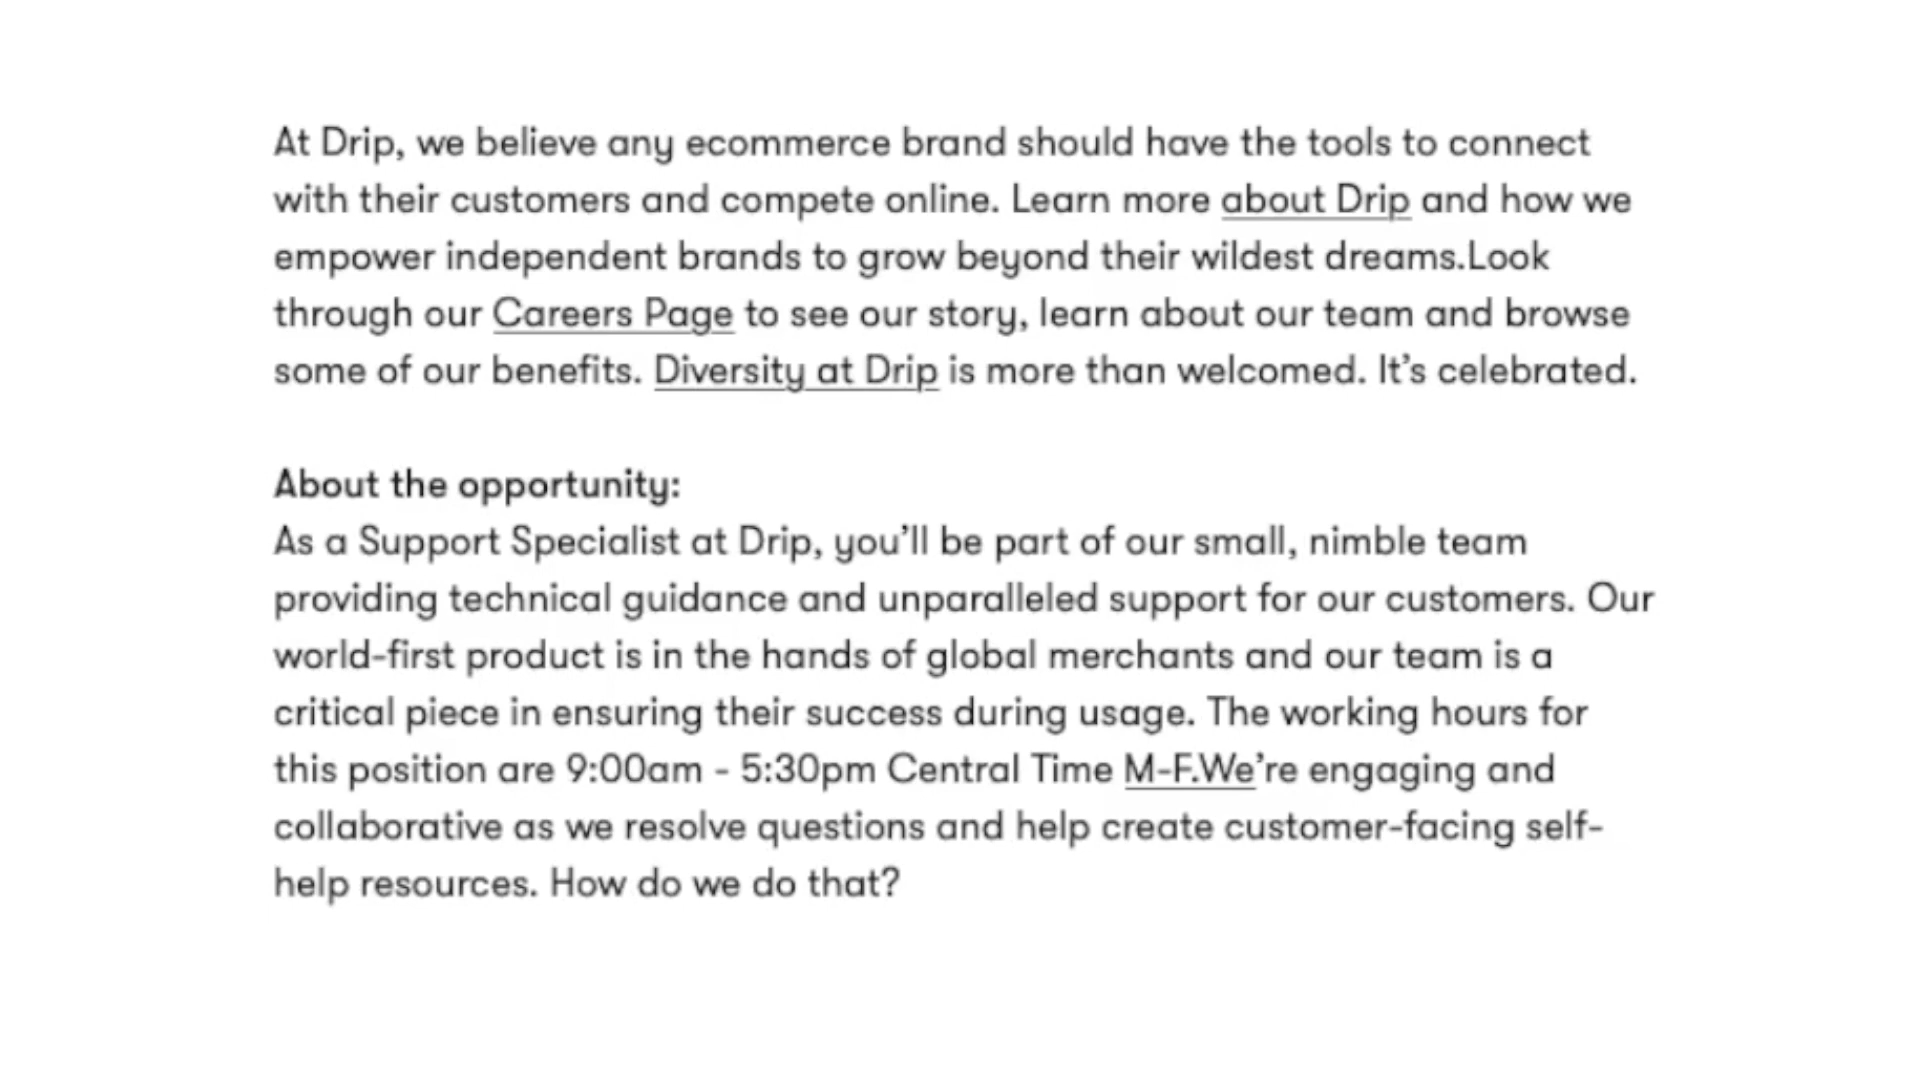 At Drip, we believe any ecommerce brand should have the tools to connect
with their customers and compete online. Learn more about Drip and how we
empower independent brands to grow beyond their wildest dreams.Look
through our Careers Page to see our story, learn about our team and browse
some of our benefits. Diversity at Drip is more than welcomed. It’s celebrated.
About the opportunity:
As a Support Specialist at Drip, you’ll be part of our small, nimble team
providing technical guidance and unparalleled support for our customers. Our
world-first product is in the hands of global merchants and our team is a
critical piece in ensuring their success during usage. The working hours for
this position are 9:00am - 5:30pm Central Time M-F.We’re engaging and
collaborative as we resolve questions and help create customer-facing self-
help resources. How do we do that?